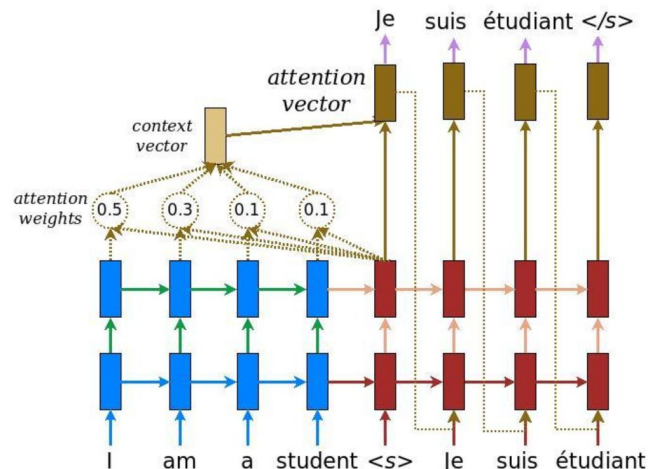 Je suis étudiant </s>
attention
vector
context
vector
attention
weights
0.5 0.3 0.1 0.1
I am a student <s> Je suis étudiant